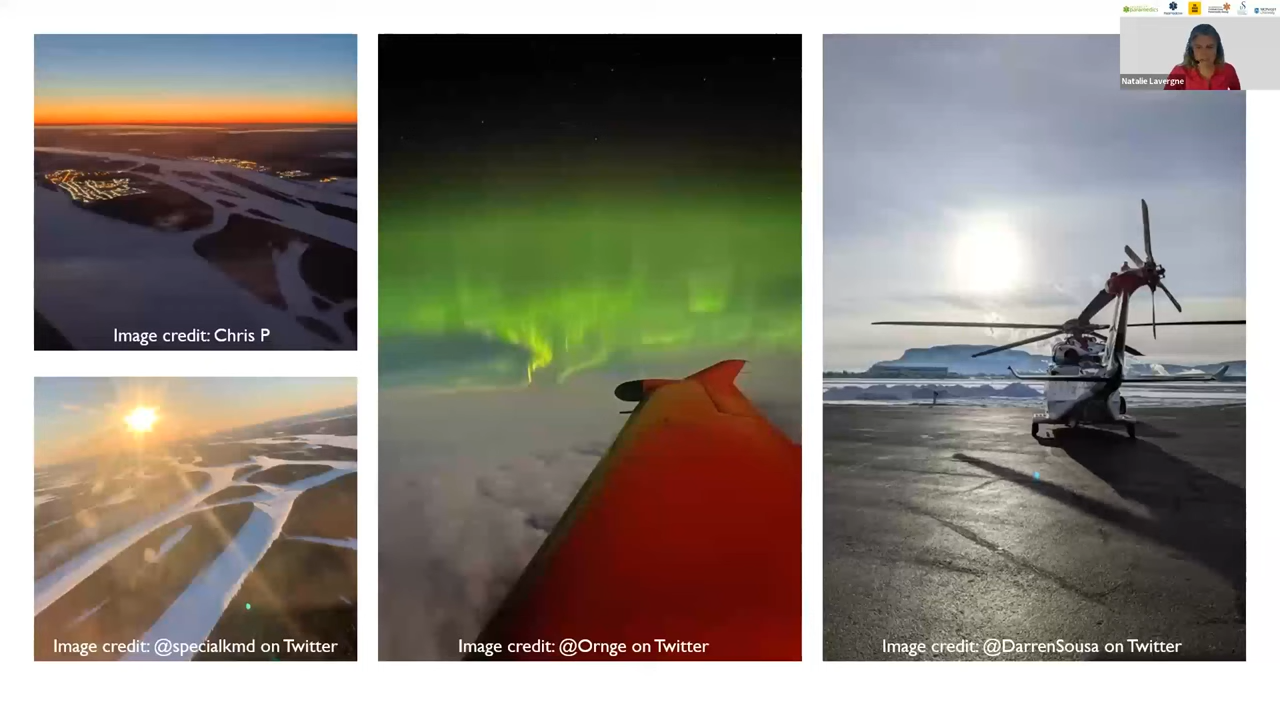 Natalie Lavergne
Image credit: Chris P
Image credit: @specialkmd on Twitter
Image credit: @Ornge on Twitter
Image credit: @DarrenSousa on Twitter